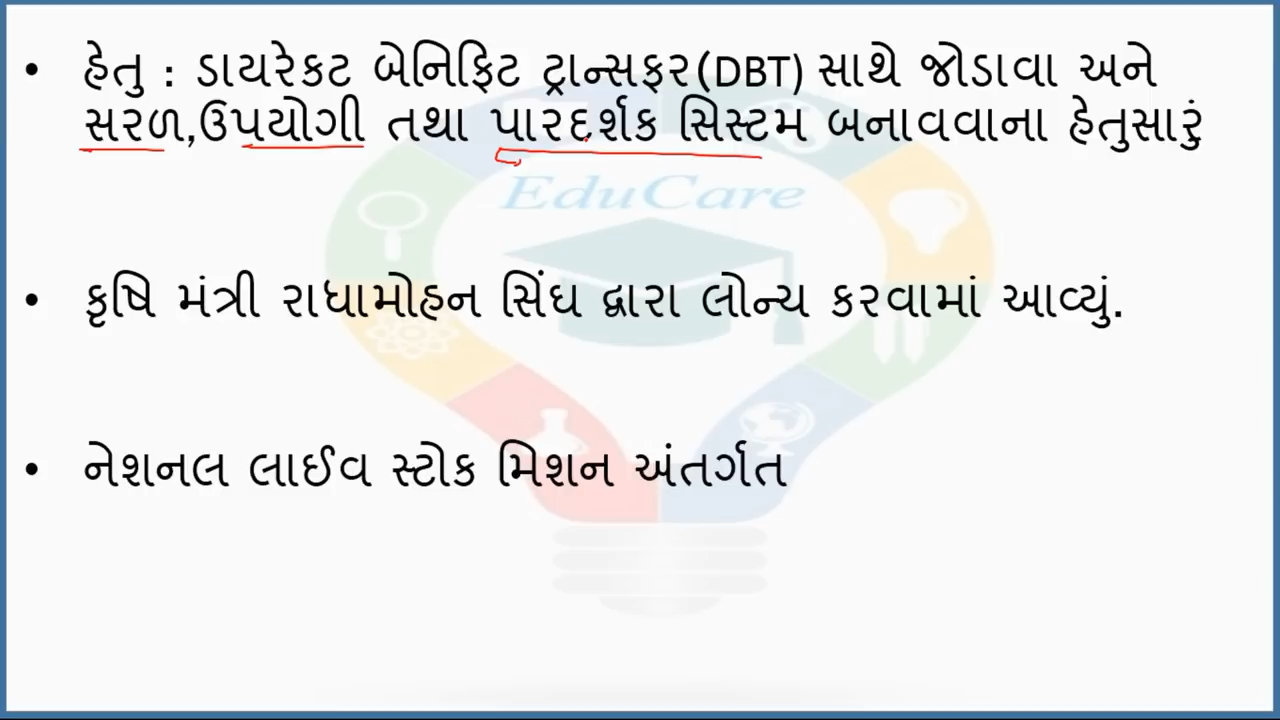 • હેતુ : ડાયરેકટ બેનિફિટ ટ્રાન્સફર(DBT) સાથે જોડાવા અને
સરળ,ઉપયોગી તથા પારદર્શક સિસ્ટમ બનાવવાના હેતુસારું
EduCare
• કૃષિ મંત્રી રાધામોહન સિંઘ દ્વારા લોન્ચ કરવામાં આવ્યું.
• નેશનલ લાઈવ સ્ટોક મિશન અંતર્ગત